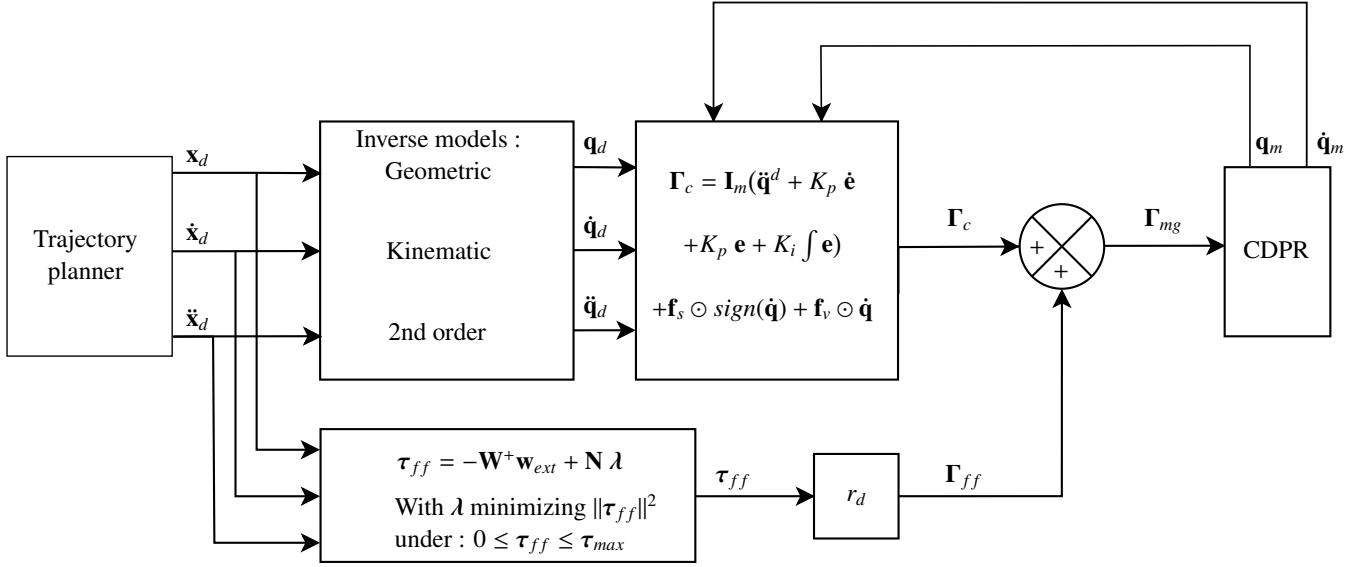 Trajectory
planner
𝐱_d
𝐱̇_d
𝐱̈_d
Inverse models :
Geometric
Kinematic
2nd order
𝐪_d
𝐪̇_d
𝐪̈_d
𝚪_c = 𝐈_m(𝐪̈^d + K_p 𝐞̇
+K_p 𝐞 + K_i ∫ 𝐞)
+𝐟_s ⊙ sign(𝐪̇) + 𝐟_v ⊙ 𝐪̇
𝚪_c
+
+
𝚪_mg
𝐪_m
𝐪̇_m
CDPR
𝛕_ff = −𝐖⁺𝐰_ext + 𝐍 𝛌
With 𝛌 minimizing ||𝛕_ff||²
under : 0 ≤ 𝛕_ff ≤ 𝛕_max
𝛕_ff
r_d
𝚪_ff